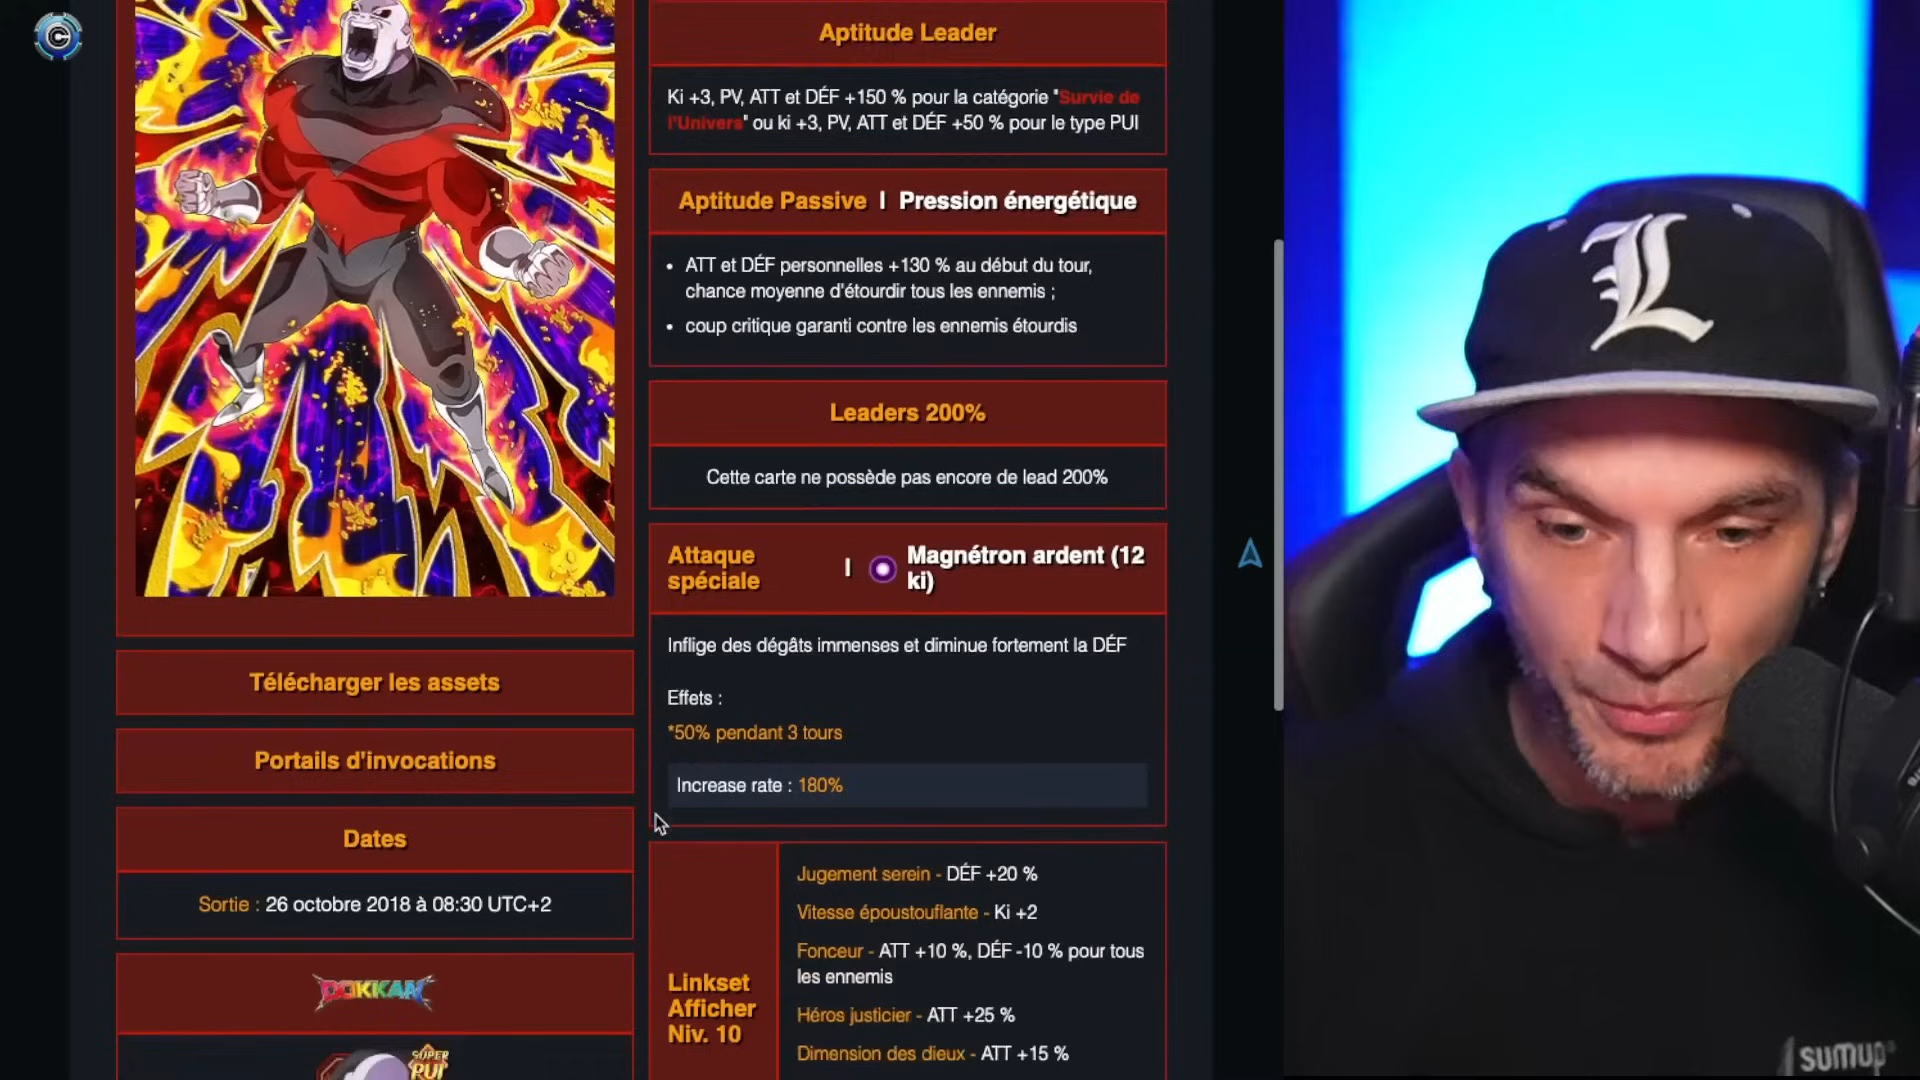 Aptitude Leader
Ki +3, PV, ATT et DÉF +150 % pour la catégorie "Survie de
l'Univers" ou ki +3, PV, ATT et DÉF +50 % pour le type PUI
Aptitude Passive | Pression énergétique
• ATT et DÉF personnelles +130 % au début du tour,
chance moyenne d'étourdir tous les ennemis ;
• coup critique garanti contre les ennemis étourdis
Leaders 200%
Cette carte ne possède pas encore de lead 200%
Attaque
spéciale
| Magnétron ardent (12
ki)
Inflige des dégâts immenses et diminue fortement la DÉF
Effets :
*50% pendant 3 tours
Increase rate : 180%
Linkset
Afficher
Niv. 10
Jugement serein - DÉF +20 %
Vitesse époustouflante - Ki +2
Fonceur - ATT +10 %, DÉF -10 % pour tous
les ennemis
Héros justicier - ATT +25 %
Dimension des dieux - ATT +15 %
Télécharger les assets
Portails d'invocations
Dates
Sortie : 26 octobre 2018 à 08:30 UTC+2
DOKKAN
SUPER
PUI
L
sumup